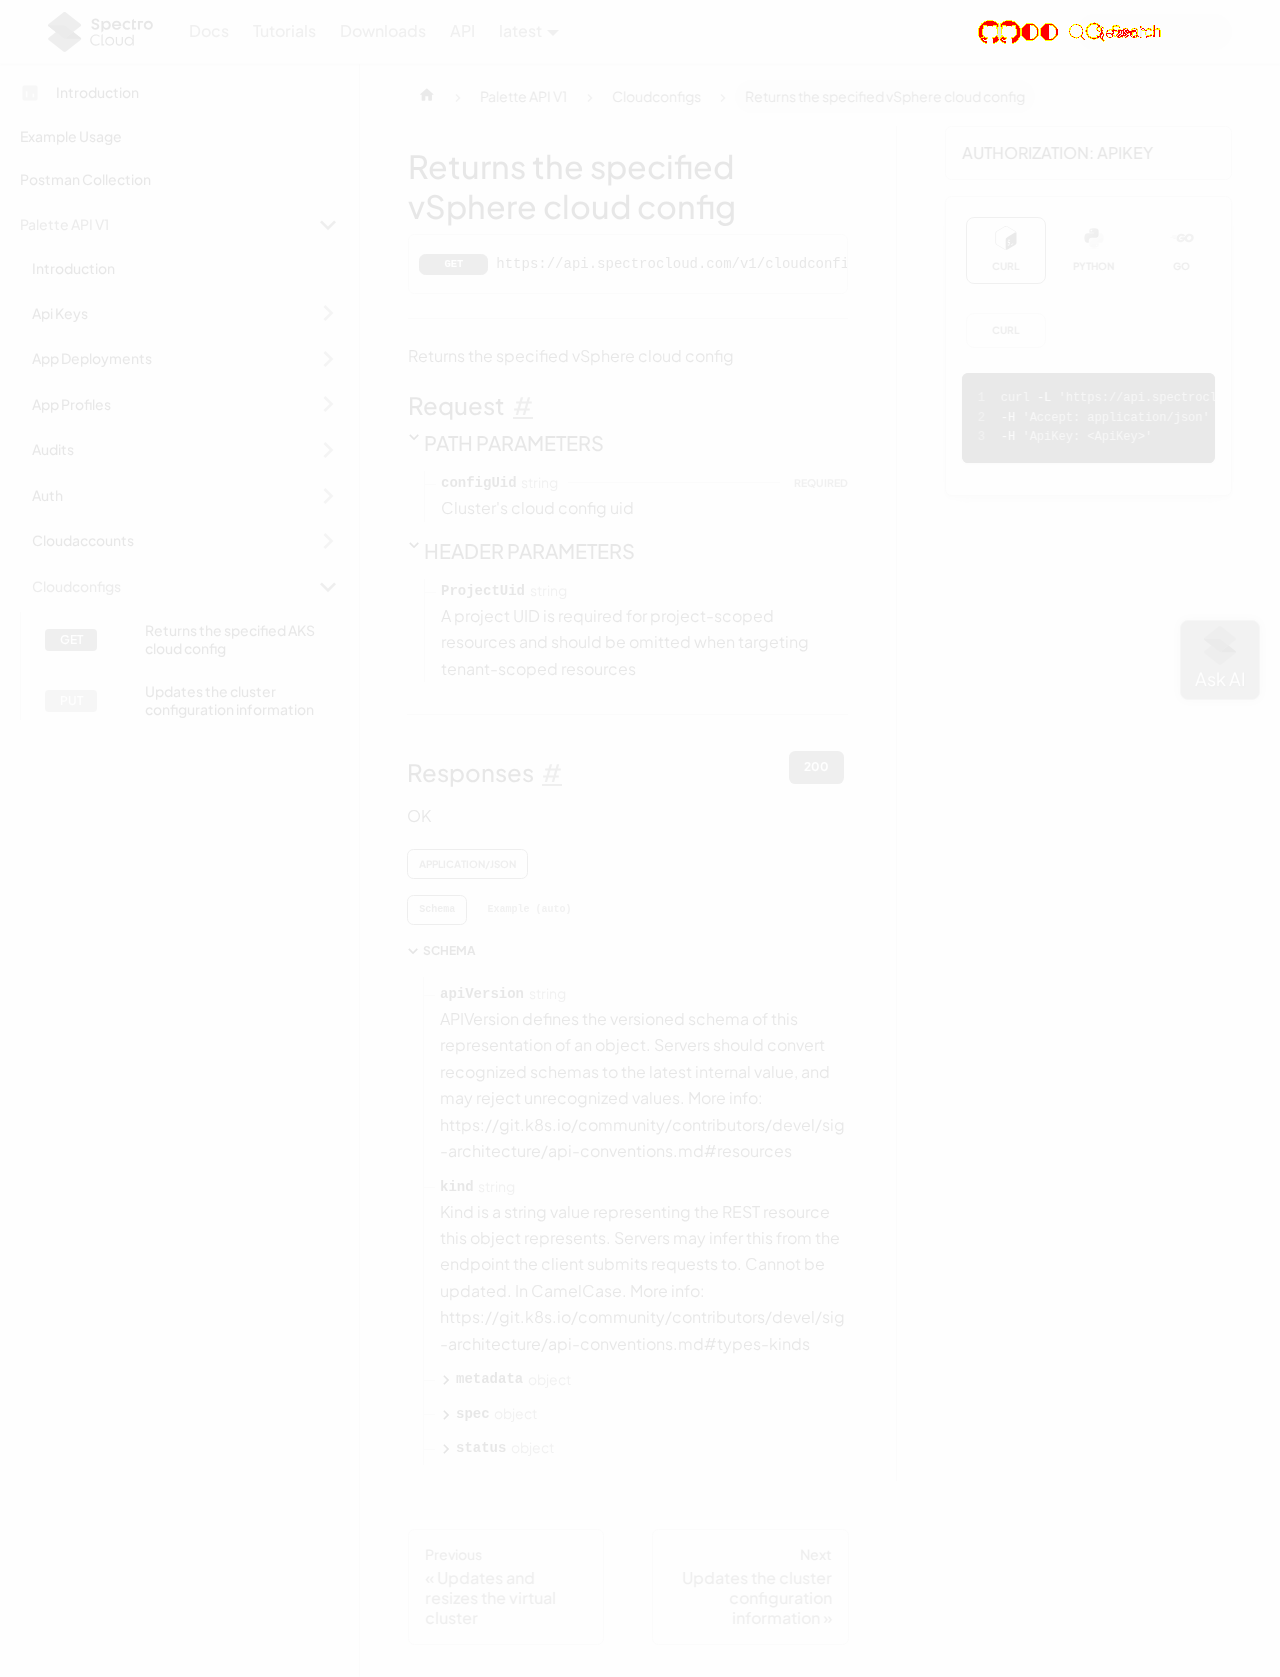 Spectro
Cloud
Docs
Tutorials
Downloads
API
latest
Introduction
Example Usage
Postman Collection
Palette API V1
Introduction
Api Keys
App Deployments
App Profiles
Audits
Auth
Cloudaccounts
Cloudconfigs
GET
Returns the specified AKS
cloud config
PUT
Updates the cluster
configuration information
Palette API V1
Cloudconfigs
Returns the specified vSphere cloud config
Returns the specified
vSphere cloud config
GET
https://api.spectrocloud.com/v1/cloudconfi
Returns the specified vSphere cloud config
Request #
PATH PARAMETERS
configUid string
REQUIRED
Cluster's cloud config uid
HEADER PARAMETERS
ProjectUid string
A project UID is required for project-scoped
resources and should be omitted when targeting
tenant-scoped resources
Responses #
200
OK
APPLICATION/JSON
Schema
Example (auto)
SCHEMA
apiVersion string
APIVersion defines the versioned schema of this
representation of an object. Servers should convert
recognized schemas to the latest internal value, and
may reject unrecognized values. More info:
https://git.k8s.io/community/contributors/devel/sig
-architecture/api-conventions.md#resources
kind string
Kind is a string value representing the REST resource
this object represents. Servers may infer this from the
endpoint the client submits requests to. Cannot be
updated. In CamelCase. More info:
https://git.k8s.io/community/contributors/devel/sig
-architecture/api-conventions.md#types-kinds
metadata object
spec object
status object
Previous
« Updates and
resizes the virtual
cluster
Next
Updates the cluster
configuration
information »
AUTHORIZATION: APIKEY
CURL
PYTHON
GO
GO
CURL
1 curl -L 'https://api.spectrocl
2 -H 'Accept: application/json'
3 -H 'ApiKey: <ApiKey>'
Ask AI